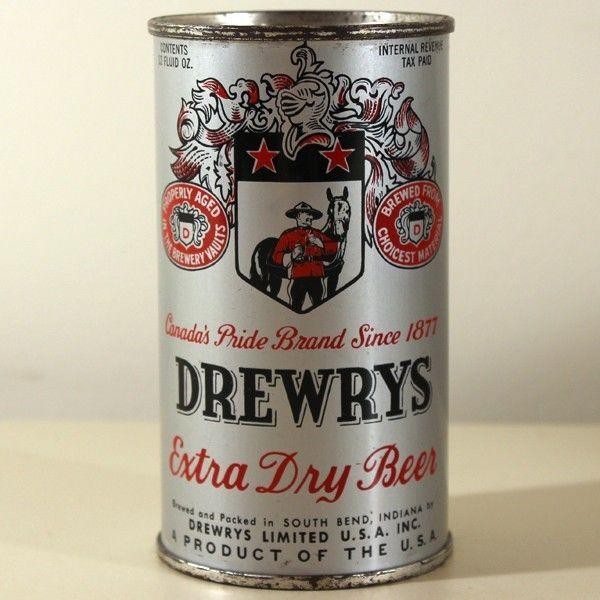 CONTENTS
FLUID OZ.
INTERNAL REVENUE
TAX PAID
PROPERLY AGED
IN THE BREWERY VAULTS
D
BREWED FROM
CHOICEST MATERIAL
D
Canada's Pride Brand Since 1877
DREWRYS
Extra Dry Beer
Brewed and Packed in SOUTH BEND, INDIANA by
DREWRYS LIMITED U.S.A. INC.
A PRODUCT OF THE U.S.A.